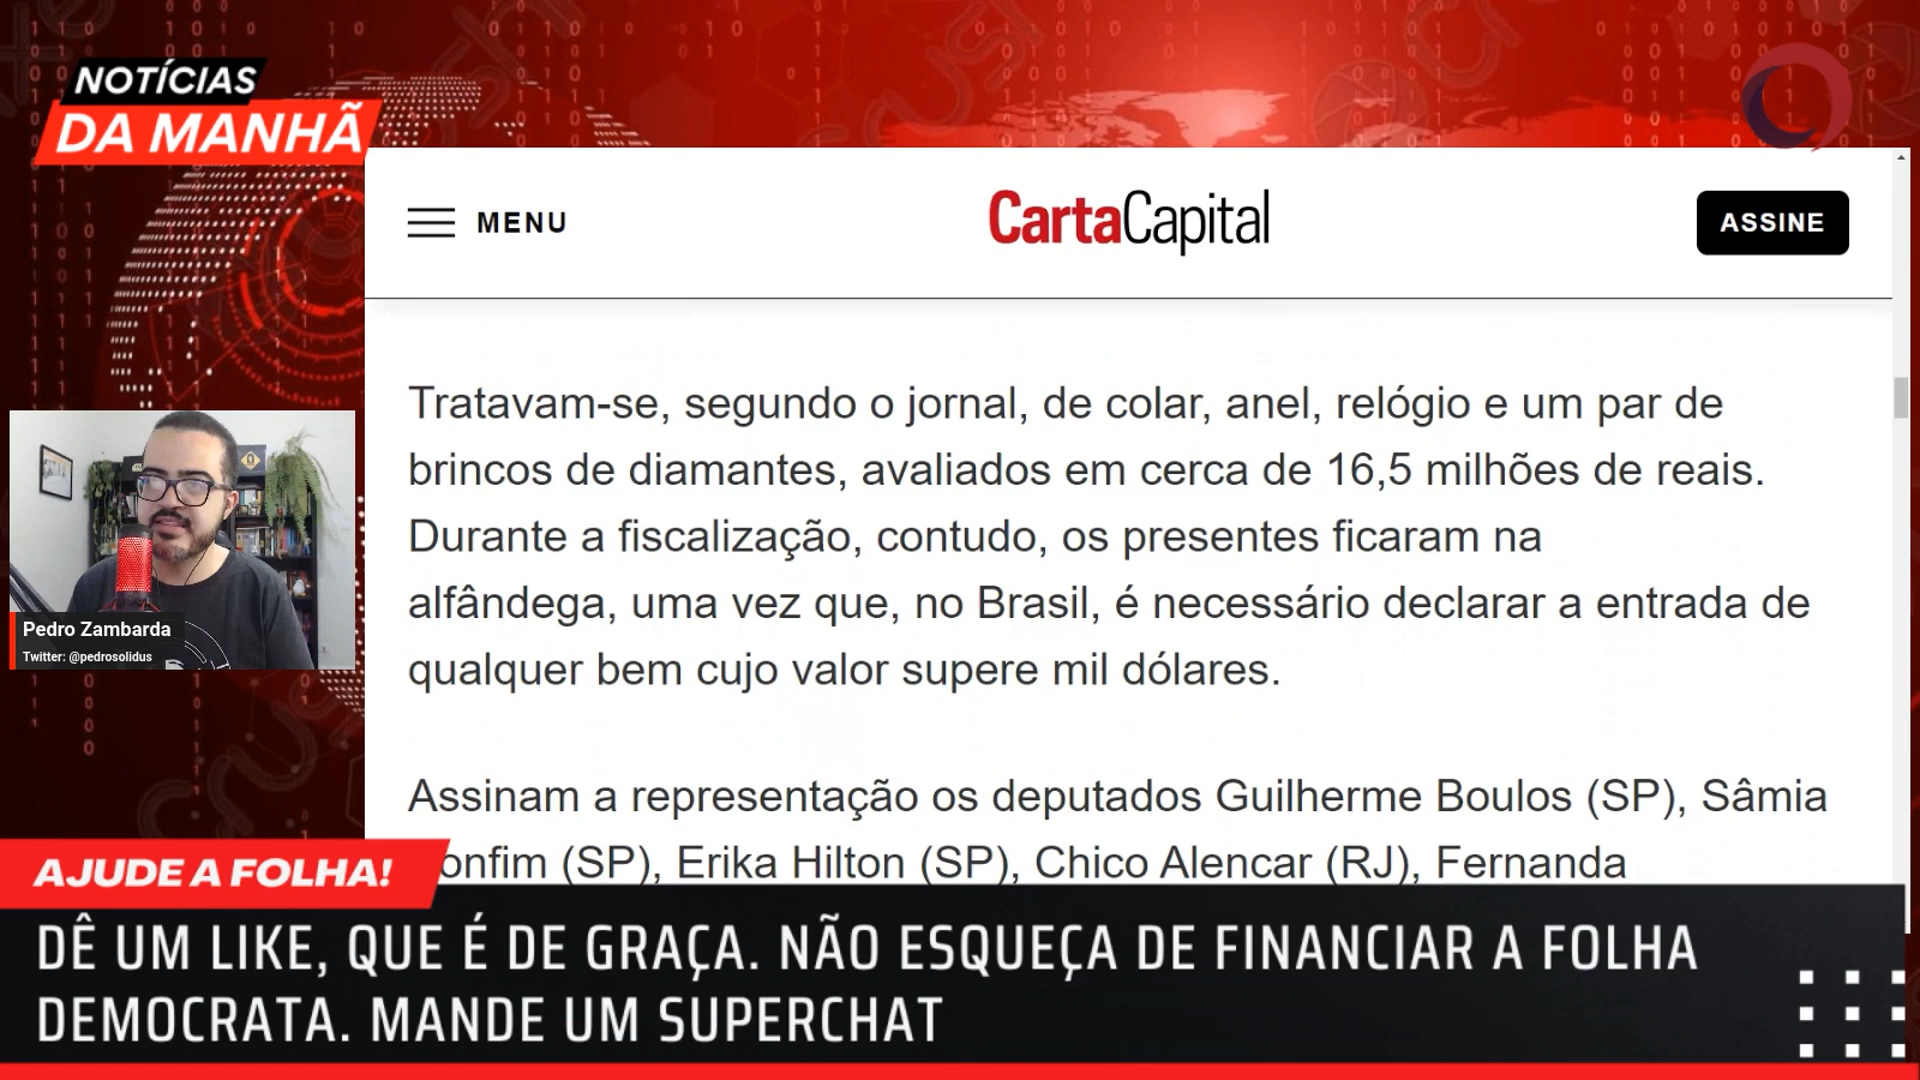 NOTÍCIAS
DA MANHÃ
MENU
CartaCapital
ASSINE
Tratavam-se, segundo o jornal, de colar, anel, relógio e um par de
brincos de diamantes, avaliados em cerca de 16,5 milhões de reais.
Durante a fiscalização, contudo, os presentes ficaram na
alfândega, uma vez que, no Brasil, é necessário declarar a entrada de
qualquer bem cujo valor supere mil dólares.
Assinam a representação os deputados Guilherme Boulos (SP), Sâmia
onfim (SP), Erika Hilton (SP), Chico Alencar (RJ), Fernanda
Pedro Zambarda
Twitter: @pedrosolidus
AJUDE A FOLHA!
DÊ UM LIKE, QUE É DE GRAÇA. NÃO ESQUEÇA DE FINANCIAR A FOLHA
DEMOCRATA. MANDE UM SUPERCHAT